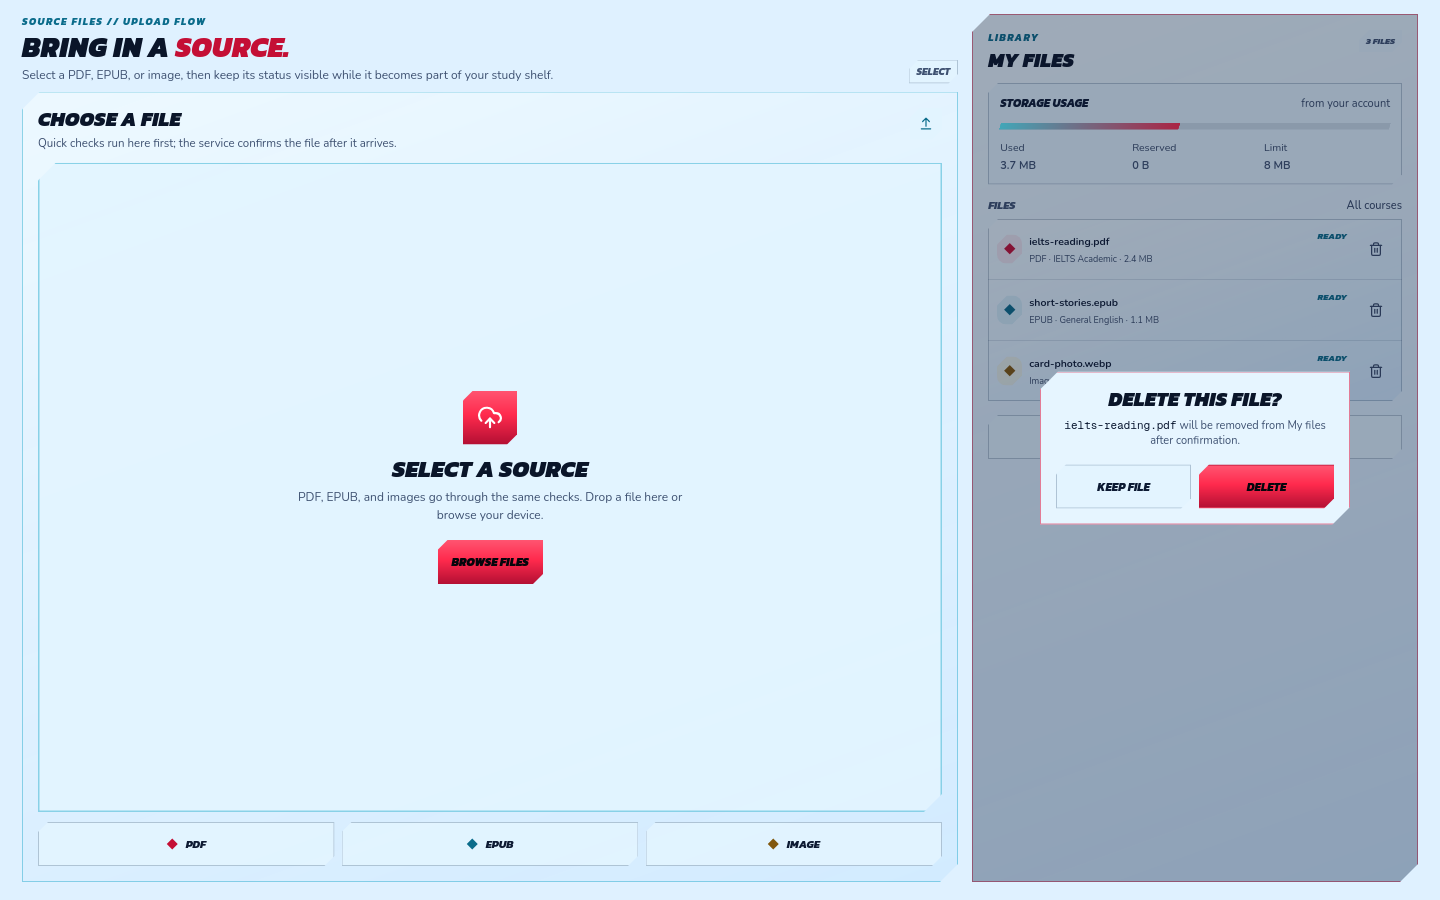 SOURCE FILES // UPLOAD FLOW
BRING IN A SOURCE.
Select a PDF, EPUB, or image, then keep its status visible while it becomes part of your study shelf.
SELECT
CHOOSE A FILE
Quick checks run here first; the service confirms the file after it arrives.
SELECT A SOURCE
PDF, EPUB, and images go through the same checks. Drop a file here or
browse your device.
BROWSE FILES
PDF
EPUB
IMAGE
LIBRARY
MY FILES
3 FILES
STORAGE USAGE
from your account
Used
Reserved
Limit
3.7 MB
0 B
8 MB
FILES
All courses
ielts-reading.pdf
READY
PDF · IELTS Academic · 2.4 MB
short-stories.epub
READY
EPUB · General English · 1.1 MB
card-photo.webp
READY
DELETE THIS FILE?
ielts-reading.pdf will be removed from My files
after confirmation.
KEEP FILE
DELETE